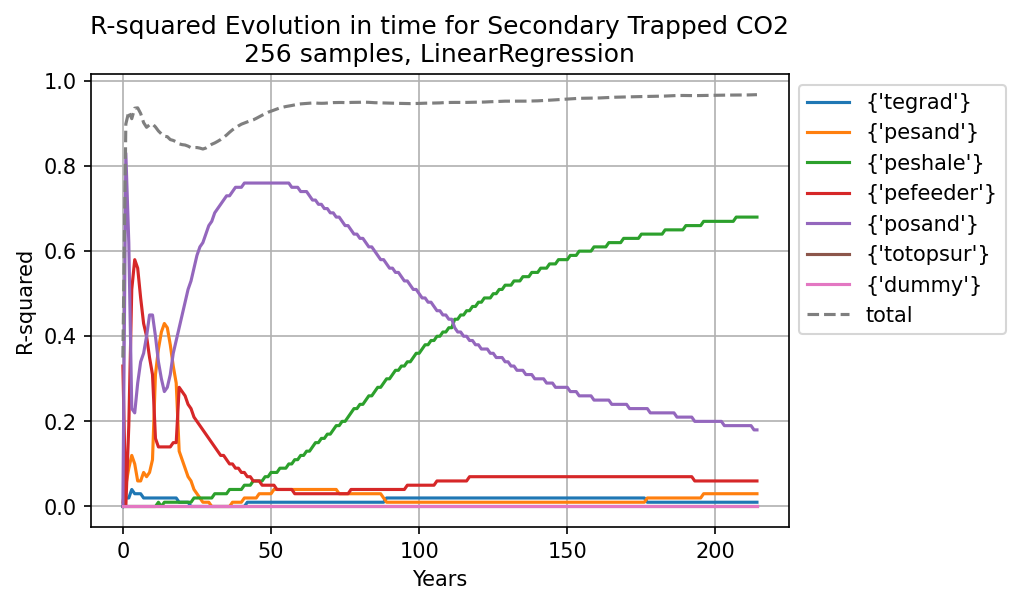 R-squared Evolution in time for Secondary Trapped CO2
256 samples, LinearRegression
1.0
0.8
0.6
0.4
0.2
0.0
R-squared
0 50 100 150 200
Years
{'tegrad'}
{'pesand'}
{'peshale'}
{'pefeeder'}
{'posand'}
{'totopsur'}
{'dummy'}
total